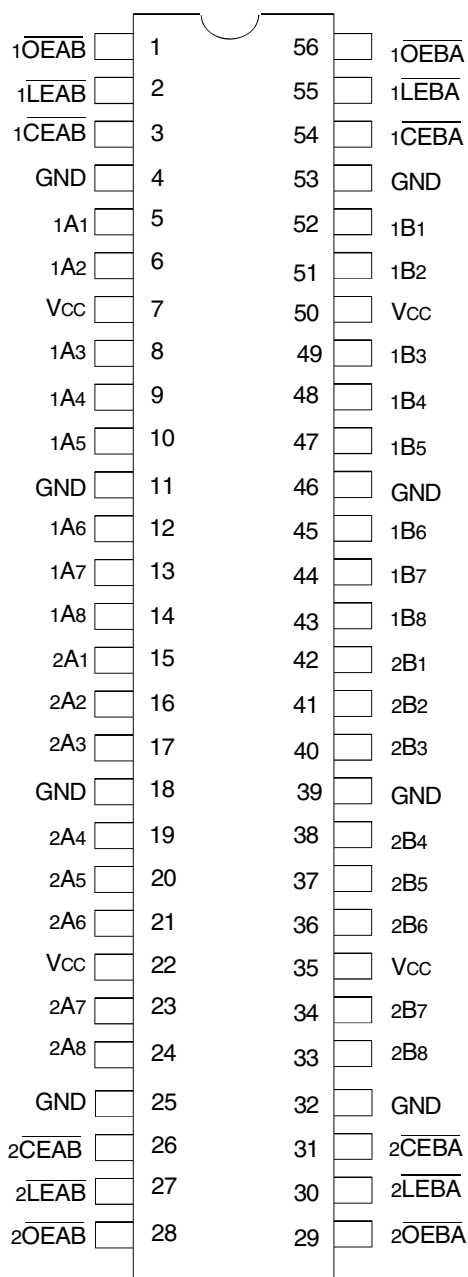 1OEAB 1 56 1OEBA
1LEAB 2 55 1LEBA
1CEAB 3 54 1CEBA
GND 4 53 GND
1A1 5 52 1B1
1A2 6 51 1B2
VCC 7 50 VCC
1A3 8 49 1B3
1A4 9 48 1B4
1A5 10 47 1B5
GND 11 46 GND
1A6 12 45 1B6
1A7 13 44 1B7
1A8 14 43 1B8
2A1 15 42 2B1
2A2 16 41 2B2
2A3 17 40 2B3
GND 18 39 GND
2A4 19 38 2B4
2A5 20 37 2B5
2A6 21 36 2B6
VCC 22 35 VCC
2A7 23 34 2B7
2A8 24 33 2B8
GND 25 32 GND
2CEAB 26 31 2CEBA
2LEAB 27 30 2LEBA
2OEAB 28 29 2OEBA